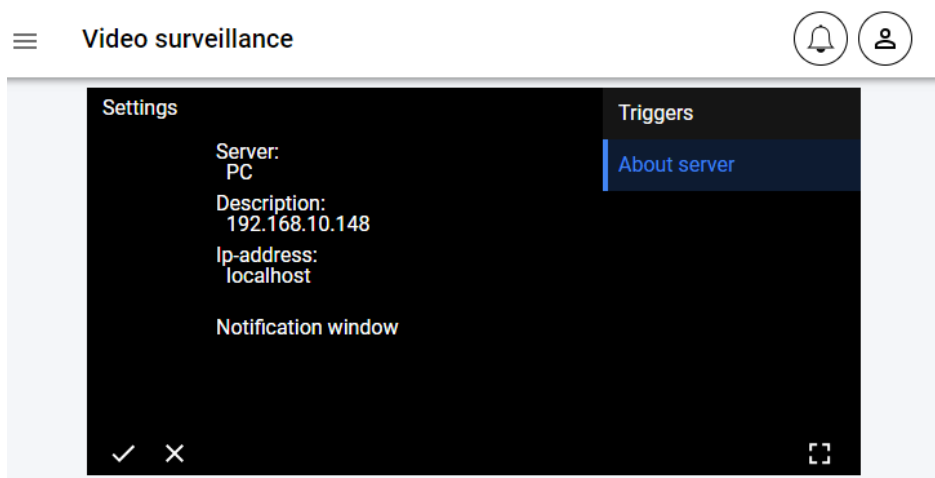 Video surveillance
Settings
Server:
PC
Description:
192.168.10.148
Ip-address:
localhost
Notification window
Triggers
About server